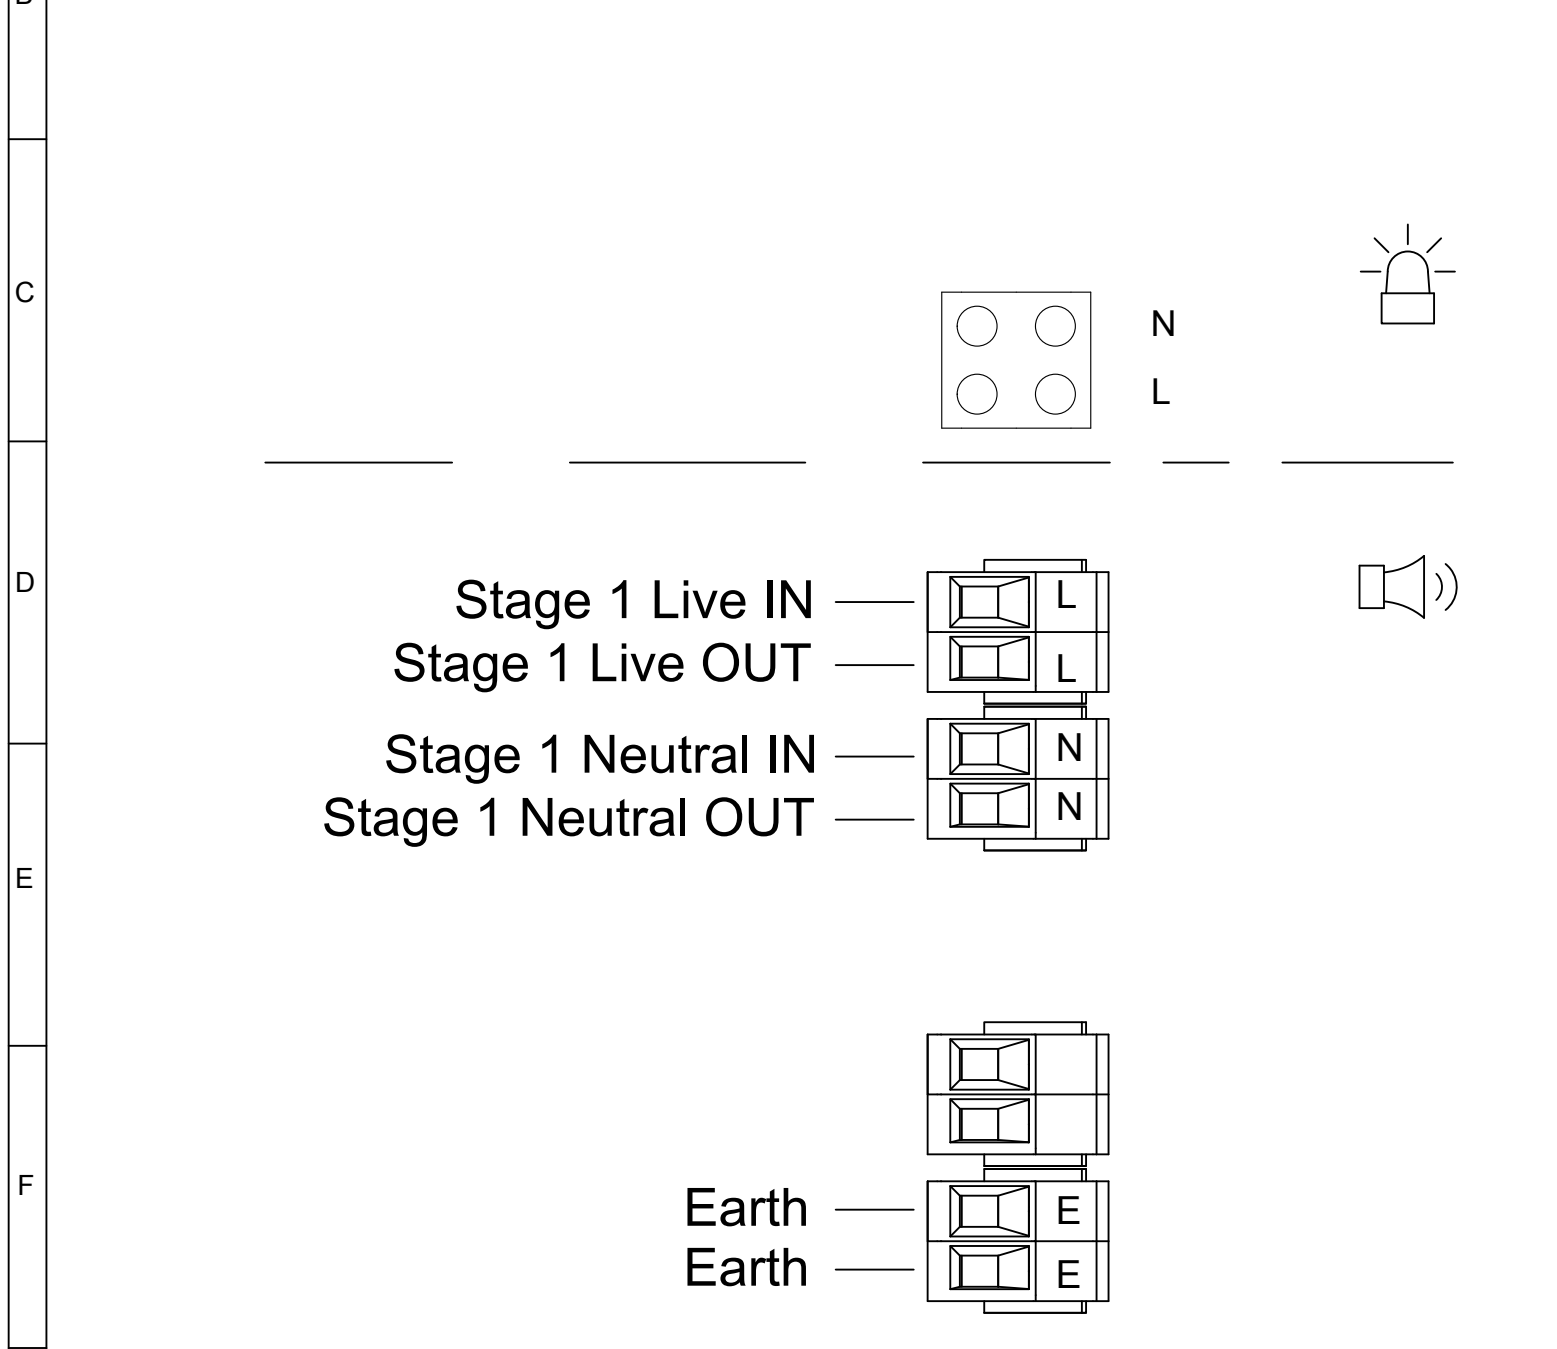 C
N
L
D
Stage 1 Live IN L
Stage 1 Live OUT L
Stage 1 Neutral IN N
Stage 1 Neutral OUT N
E
F
Earth E
Earth E